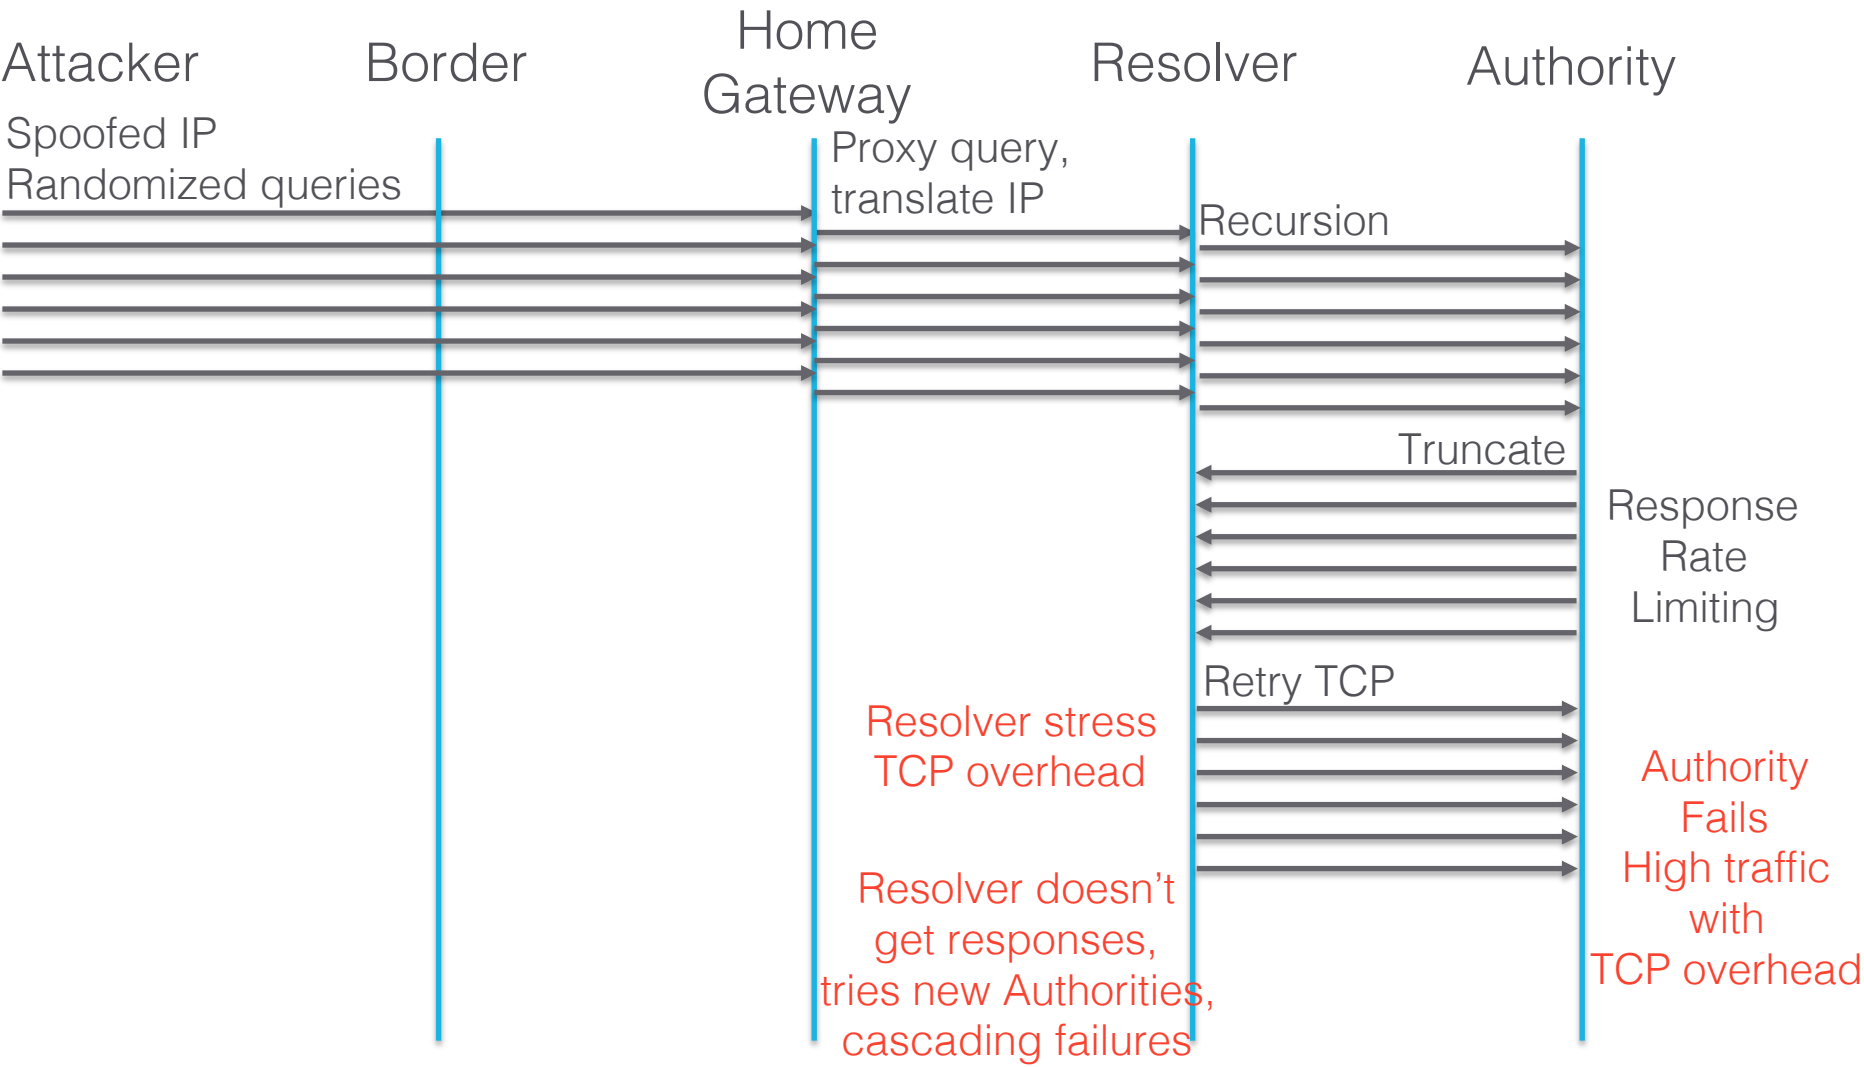 Attacker
Border
Home
Gateway
Resolver
Authority
Spoofed IP
Randomized queries
Proxy query,
translate IP
Recursion
Truncate
Response
Rate
Limiting
Retry TCP
Resolver stress
TCP overhead
Authority
Fails
High traffic
with
TCP overhead
Resolver doesn’t
get responses,
tries new Authorities,
cascading failures